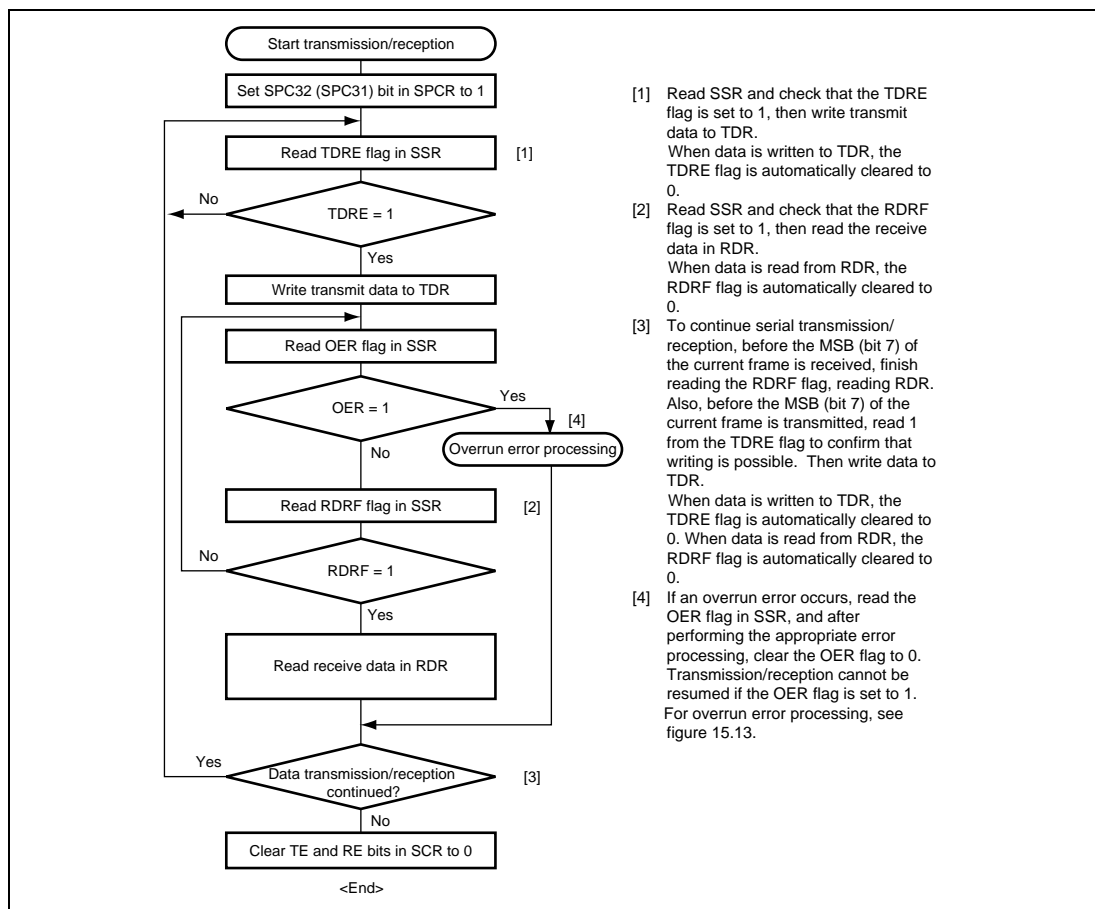 Start transmission/reception
Set SPC32 (SPC31) bit in SPCR to 1
Read TDRE flag in SSR
[1]
No
TDRE = 1
Yes
Write transmit data to TDR
Read OER flag in SSR
OER = 1
Yes
[4]
Overrun error processing
No
Read RDRF flag in SSR
[2]
No
RDRF = 1
Yes
Read receive data in RDR
Yes
Data transmission/reception
continued?
[3]
No
Clear TE and RE bits in SCR to 0
<End>
[1] Read SSR and check that the TDRE
flag is set to 1, then write transmit
data to TDR.
When data is written to TDR, the
TDRE flag is automatically cleared to
0.
[2] Read SSR and check that the RDRF
flag is set to 1, then read the receive
data in RDR.
When data is read from RDR, the
RDRF flag is automatically cleared to
0.
[3] To continue serial transmission/
reception, before the MSB (bit 7) of
the current frame is received, finish
reading the RDRF flag, reading RDR.
Also, before the MSB (bit 7) of the
current frame is transmitted, read 1
from the TDRE flag to confirm that
writing is possible. Then write data to
TDR.
When data is written to TDR, the
TDRE flag is automatically cleared to
0. When data is read from RDR, the
RDRF flag is automatically cleared to
0.
[4] If an overrun error occurs, read the
OER flag in SSR, and after
performing the appropriate error
processing, clear the OER flag to 0.
Transmission/reception cannot be
resumed if the OER flag is set to 1.
For overrun error processing, see
figure 15.13.